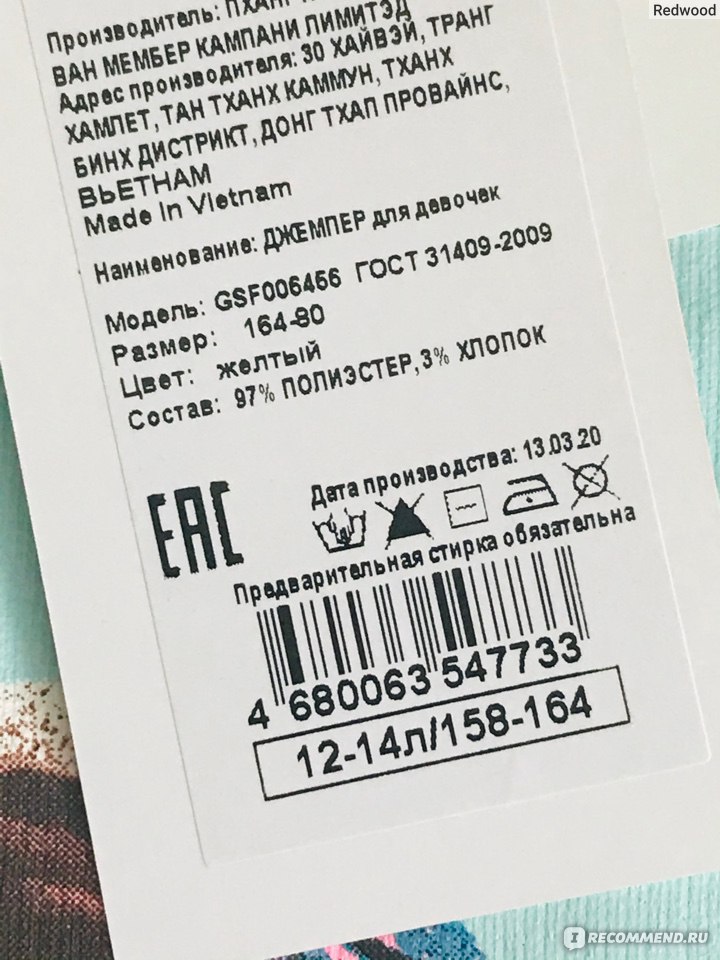 Redwood
Производитель:
ВАН МЕМБЕР КАМПАНИ ЛИМИТЭД
Адрес производителя: 30 ХАЙВЭЙ, ТРАНГ
ХАМЛЕТ, ТАН ТХАНХ КАММУН, ТХАНХ
БИНХ ДИСТРИКТ, ДОНГ ТХАП ПРОВАЙНС,
ВЬЕТНАМ
Made In Vietnam
Наименование: ДЖЕМПЕР для девочек
Модель: GSF006456 ГОСТ 31409-2009
Размер: 164-80
Цвет: желтый
Состав: 97% ПОЛИЭСТЕР, 3% ХЛОПОК
Дата производства: 13.03.20
EAC
Предварительная стирка обязательна
4 680063 547733
12-14л/158-164
IRECOMMEND.RU